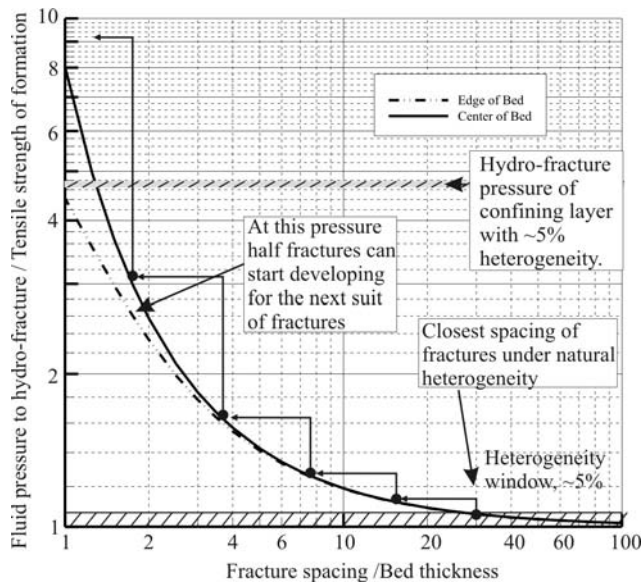 Fluid pressure to hydro-fracture / Tensile strength of formation
10
8
6
4
2
1
Edge of Bed
Center of Bed
Hydro-fracture
pressure of
confining layer
with ~5%
heterogeneity.
At this pressure
half fractures can
start developing
for the next suit
of fractures
Closest spacing of
fractures under natural
heterogeneity
Heterogeneity
window, ~5%
1 2 4 6 10 20 40 60 100
Fracture spacing /Bed thickness